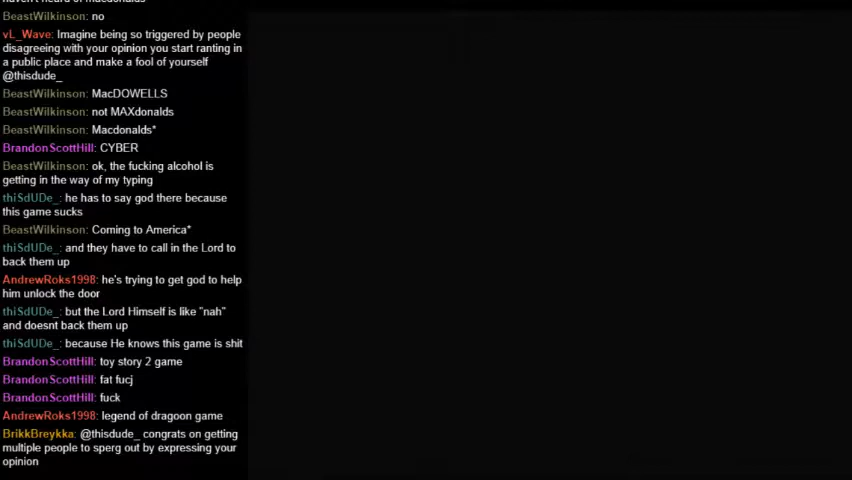 haven't heard of macdonalds
BeastWilkinson: no
vL_Wave: Imagine being so triggered by people
disagreeing with your opinion you start ranting in
a public place and make a fool of yourself
@thisdude_
BeastWilkinson: MacDOWELLS
BeastWilkinson: not MAXdonalds
BeastWilkinson: Macdonalds*
BrandonScottHill: CYBER
BeastWilkinson: ok, the fucking alcohol is
getting in the way of my typing
thiSdUDe_: he has to say god there because
this game sucks
BeastWilkinson: Coming to America*
thiSdUDe_: and they have to call in the Lord to
back them up
AndrewRoks1998: he's trying to get god to help
him unlock the door
thiSdUDe_: but the Lord Himself is like "nah"
and doesnt back them up
thiSdUDe_: because He knows this game is shit
BrandonScottHill: toy story 2 game
BrandonScottHill: fat fucj
BrandonScottHill: fuck
AndrewRoks1998: legend of dragoon game
BrikkBreykka: @thisdude_ congrats on getting
multiple people to sperg out by expressing your
opinion